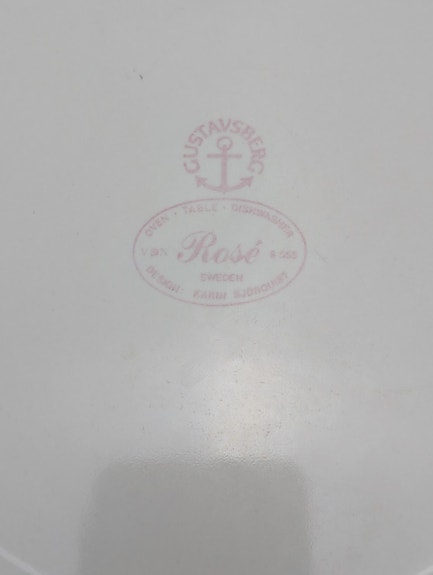 GUSTAVSBERG
OVEN · TABLE · DISHWASHER
Rosé
SWEDEN
DESIGN KARIN BJÖRQUIST